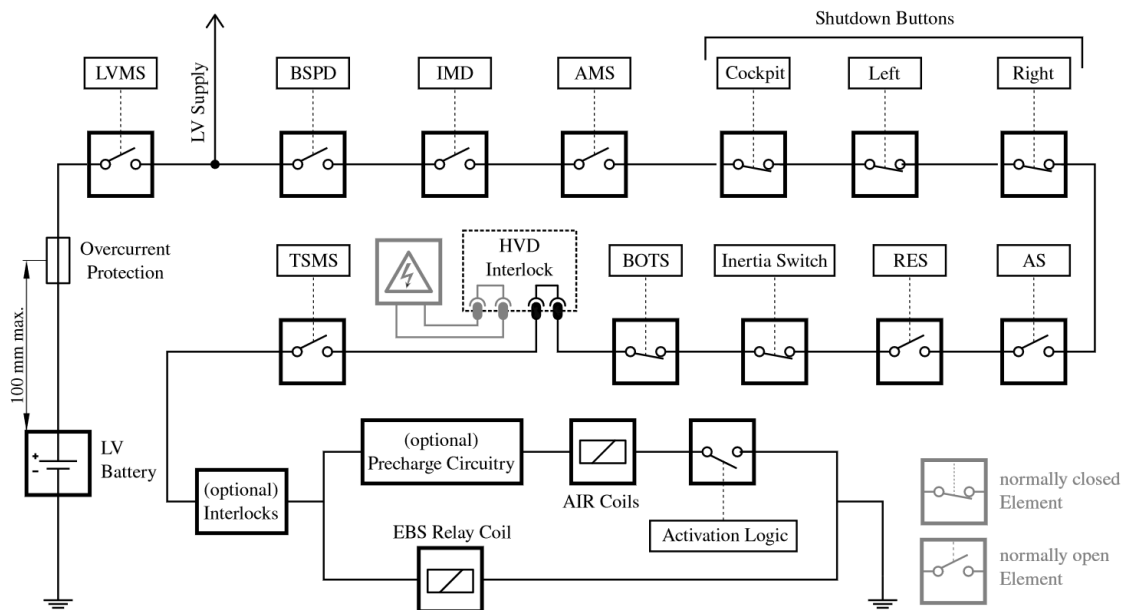 Shutdown Buttons
LVMS
LV Supply
BSPD
IMD
AMS
Cockpit
Left
Right
Overcurrent
Protection
100 mm max.
TSMS
HVD
Interlock
BOTS
Inertia Switch
RES
AS
+
-
LV
Battery
(optional)
Interlocks
(optional)
Precharge Circuitry
AIR Coils
Activation Logic
EBS Relay Coil
normally closed
Element
normally open
Element